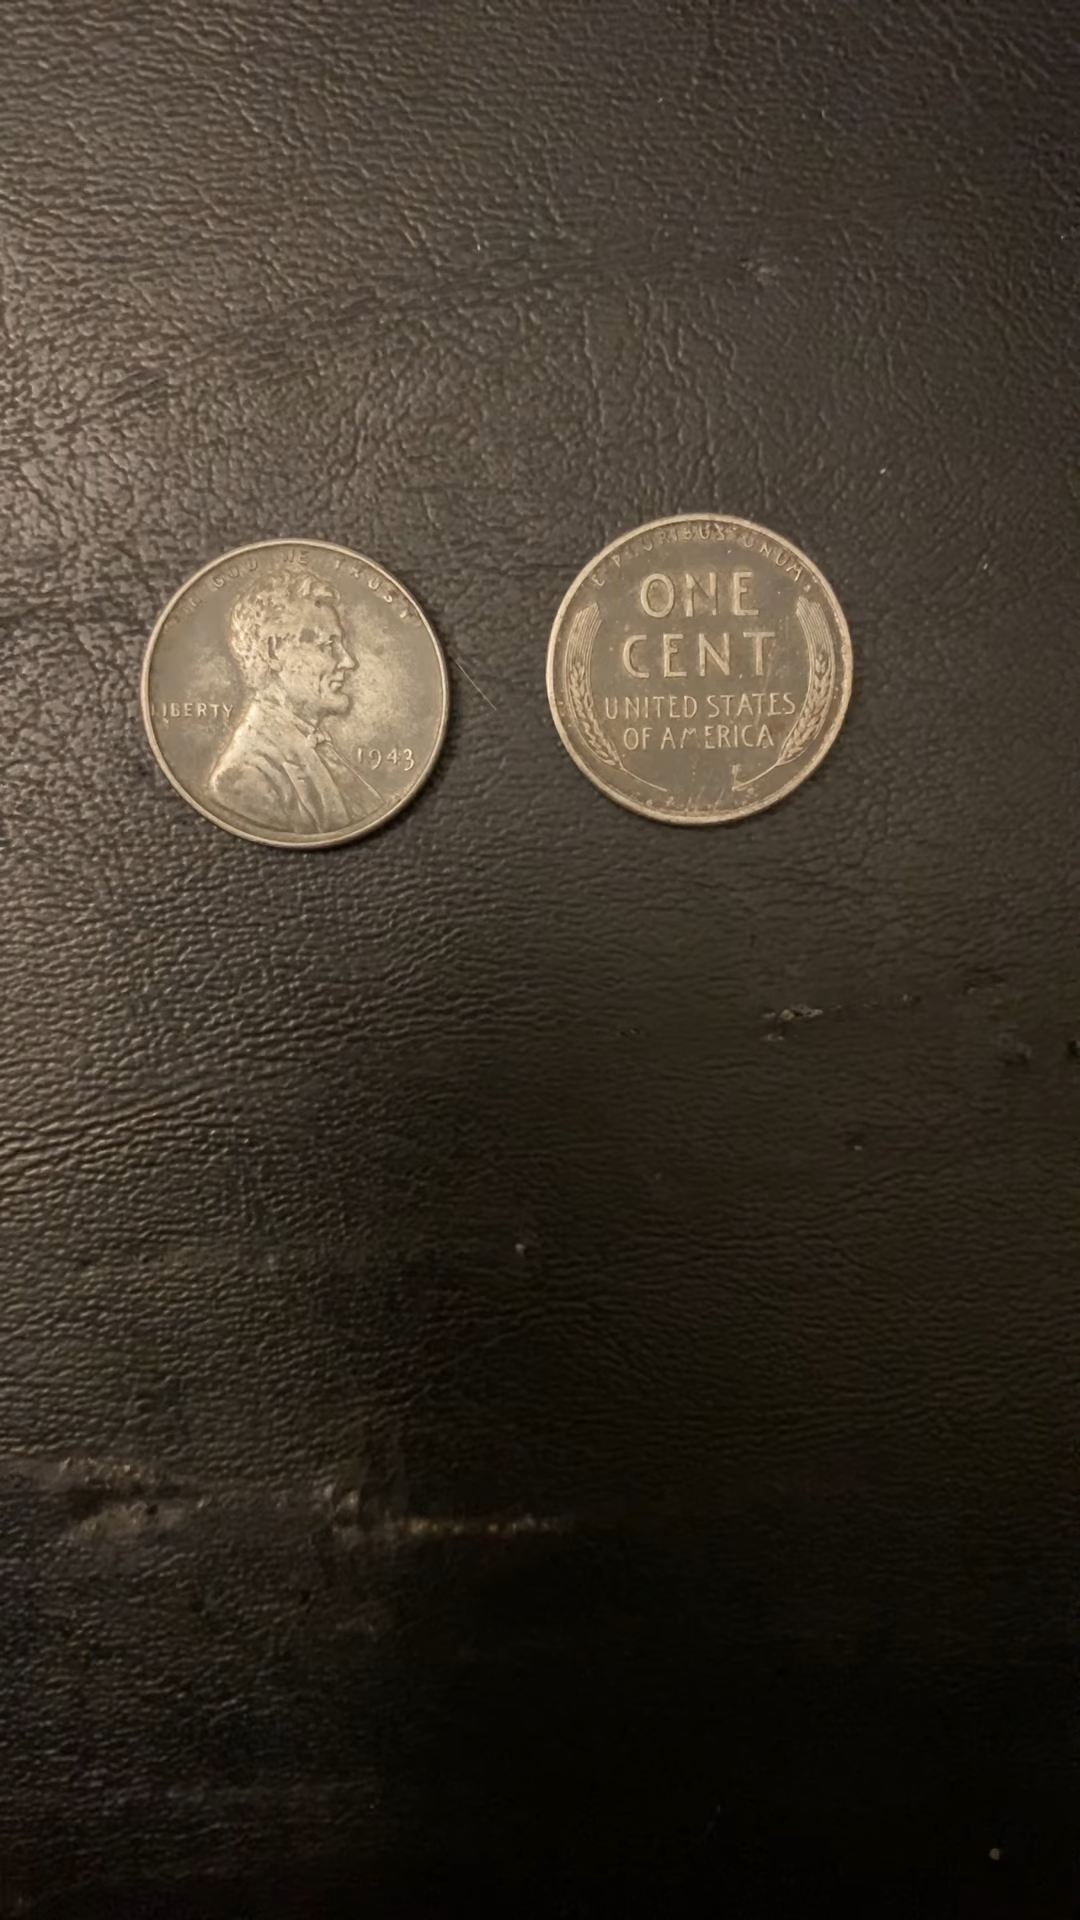 IN GOD WE TRUST
LIBERTY
1943
E PLURIBUS UNUM
ONE
CENT
UNITED STATES
OF AMERICA